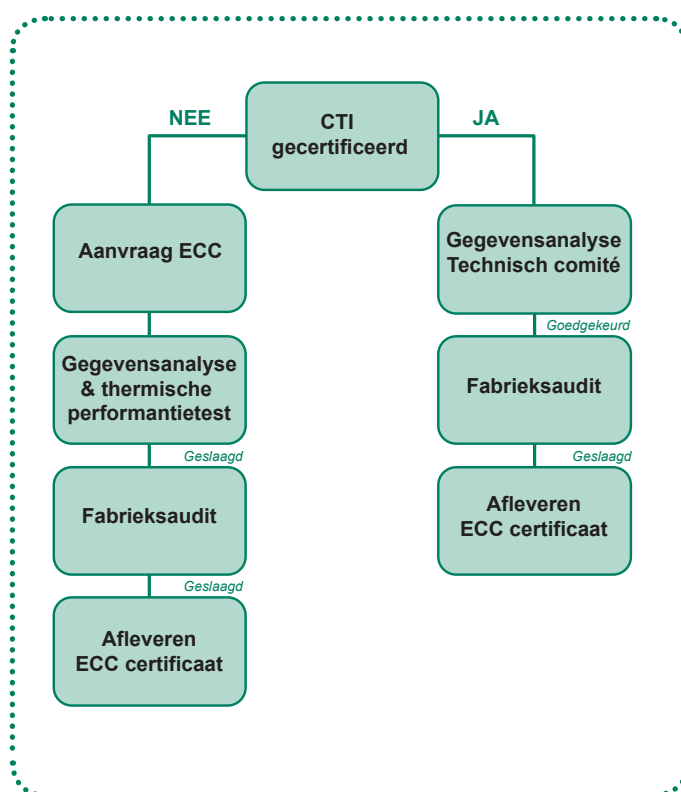 CTI
gecertificeerd
NEE
JA
Aanvraag ECC
Gegevensanalyse
& thermische
performantietest
Geslaagd
Fabrieksaudit
Geslaagd
Afleveren
ECC certificaat
Gegevensanalyse
Technisch comité
Goedgekeurd
Fabrieksaudit
Geslaagd
Afleveren
ECC certificaat